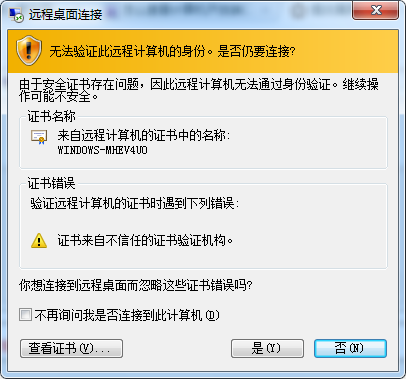 远程桌面连接
无法验证此远程计算机的身份。是否仍要连接?
由于安全证书存在问题，因此此远程计算机无法通过身份验证。继续操
作可能不安全。
证书名称
来自远程计算机的证书中的名称:
WINDOWS-MHEV4UO
证书错误
验证远程计算机的证书时遇到下列错误:
证书来自不信任的证书验证机构。
你想连接到远程桌面而忽略这些证书错误吗?
不再询问我是否连接到此计算机(D)
查看证书(V)... 是(Y) 否(N)